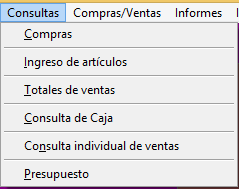 Consultas Compras/Ventas Informes
Compras
Ingreso de artículos
Totales de ventas
Consulta de Caja
Consulta individual de ventas
Presupuesto